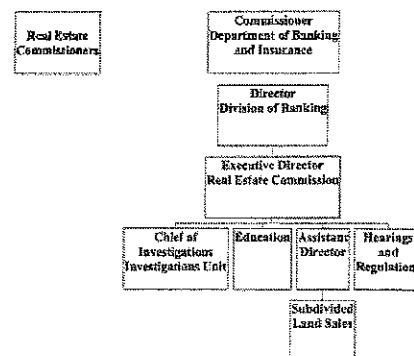 Real Estate
Commissioners
Commissioner
Department of Banking
and Insurance
Director
Division of Banking
Executive Director
Real Estate Commission
Chief of
Investigations
Investigations Unit
Education
Assistant
Director
Hearings
and
Regulation
Subdivided
Land Sales